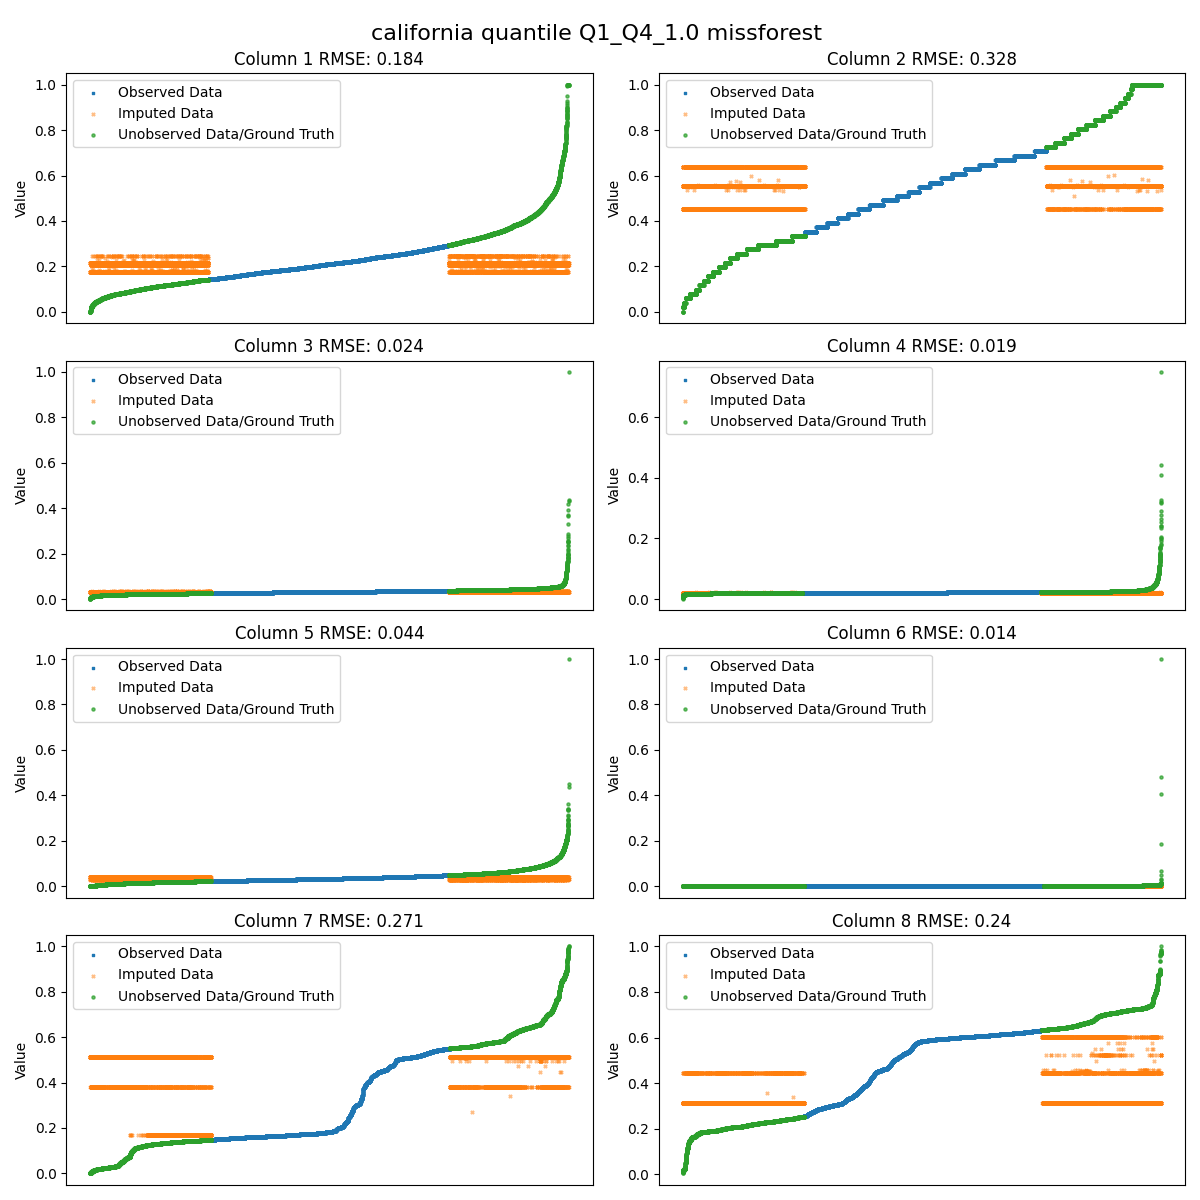 california quantile Q1_Q4_1.0 missforest
Column 1 RMSE: 0.184
1.0
0.8
0.6
0.4
0.2
0.0
Value
Observed Data
Imputed Data
Unobserved Data/Ground Truth
Column 2 RMSE: 0.328
1.0
0.8
0.6
0.4
0.2
0.0
Value
Observed Data
Imputed Data
Unobserved Data/Ground Truth
Column 3 RMSE: 0.024
1.0
0.8
0.6
0.4
0.2
0.0
Value
Observed Data
Imputed Data
Unobserved Data/Ground Truth
Column 4 RMSE: 0.019
0.6
0.4
0.2
0.0
Value
Observed Data
Imputed Data
Unobserved Data/Ground Truth
Column 5 RMSE: 0.044
1.0
0.8
0.6
0.4
0.2
0.0
Value
Observed Data
Imputed Data
Unobserved Data/Ground Truth
Column 6 RMSE: 0.014
1.0
0.8
0.6
0.4
0.2
0.0
Value
Observed Data
Imputed Data
Unobserved Data/Ground Truth
Column 7 RMSE: 0.271
1.0
0.8
0.6
0.4
0.2
0.0
Value
Observed Data
Imputed Data
Unobserved Data/Ground Truth
Column 8 RMSE: 0.24
1.0
0.8
0.6
0.4
0.2
0.0
Value
Observed Data
Imputed Data
Unobserved Data/Ground Truth